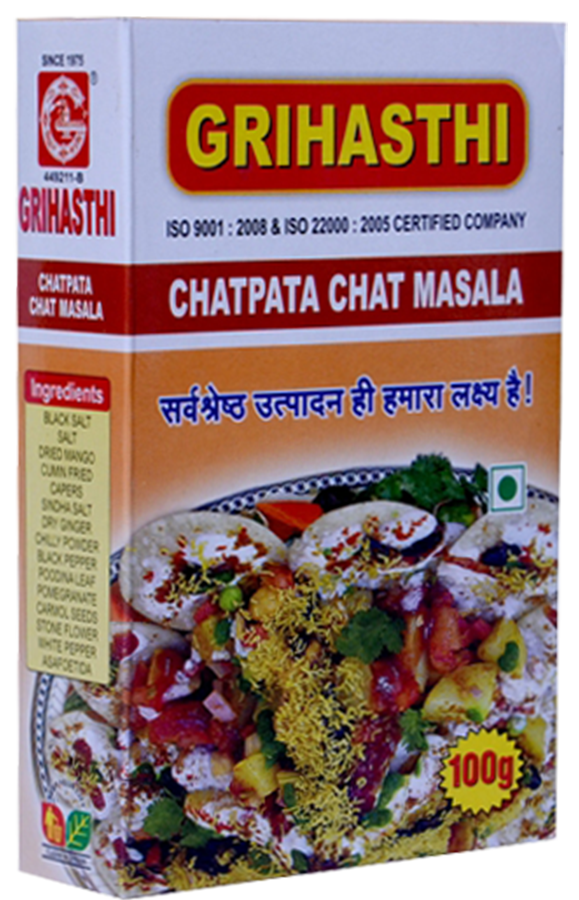 SINCE 1975
®
449211-B
GRIHASTHI
CHATPATA
CHAT MASALA
Ingredients
BLACK SALT
SALT
DRIED MANGO
CUMIN FRIED
CAPERS
SINDHA SALT
DRY GINGER
CHILLY POWDER
BLACK PEPPER
POODINA LEAF
POMEGRANATE
CARMOL SEEDS
STONE FLOWER
WHITE PEPPER
ASAFOETIDA
GRIHASTHI
ISO 9001 : 2008 & ISO 22000 : 2005 CERTIFIED COMPANY
CHATPATA CHAT MASALA
सर्वश्रेष्ठ उत्पादन ही हमारा लक्ष्य है!
100g